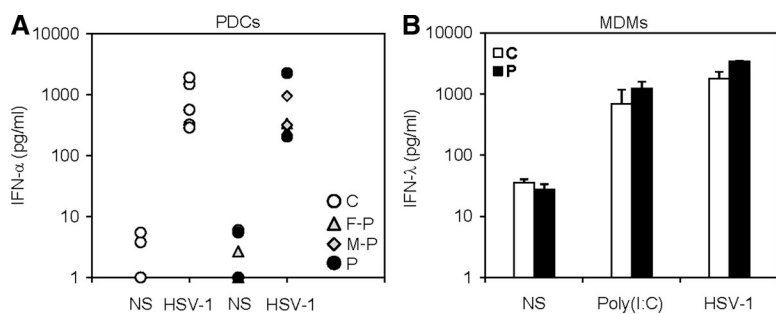 A PDCs
IFN-α (pg/ml)
10000
1000
100
10
1
C
F-P
M-P
P
NS HSV-1 NS HSV-1
B MDMs
IFN-λ (pg/ml)
10000
1000
100
10
1
C
P
NS Poly(I:C) HSV-1